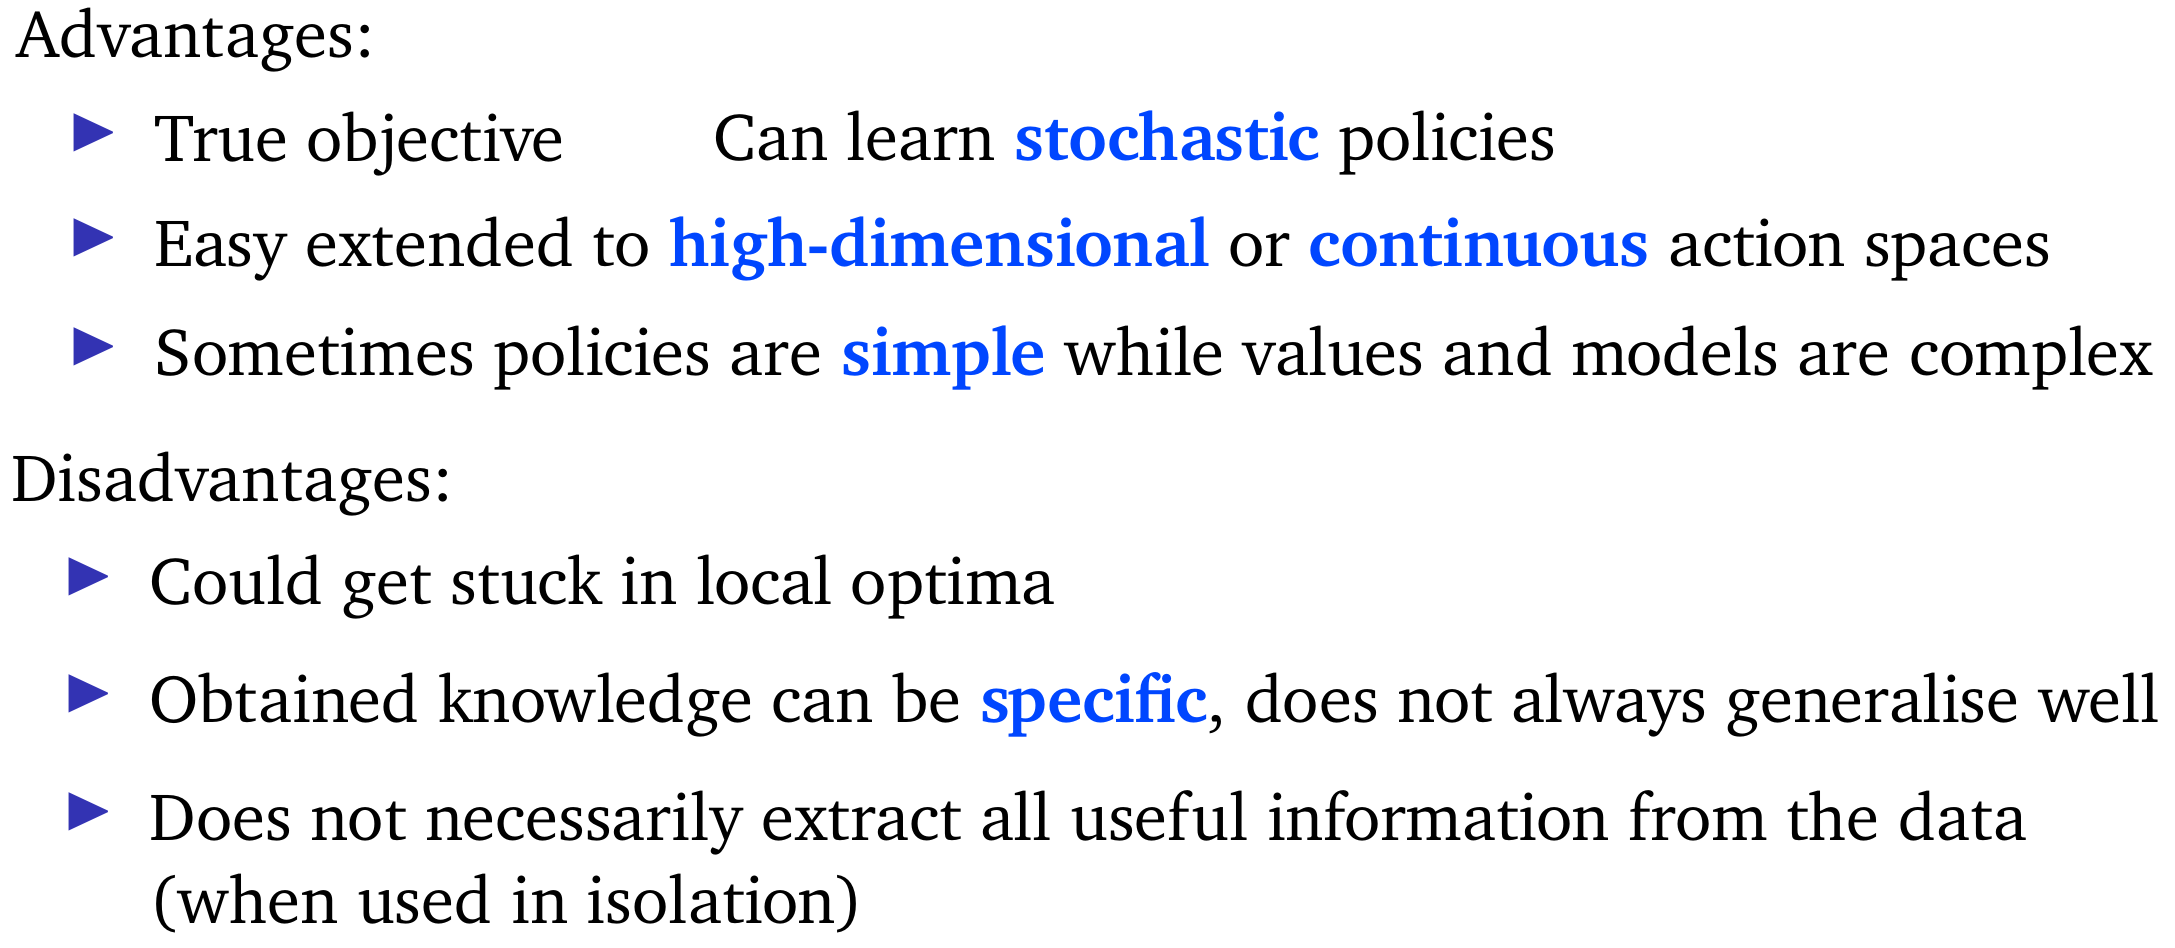 Advantages:
▶ True objective Can learn stochastic policies
▶ Easy extended to high-dimensional or continuous action spaces
▶ Sometimes policies are simple while values and models are complex
Disadvantages:
▶ Could get stuck in local optima
▶ Obtained knowledge can be specific, does not always generalise well
▶ Does not necessarily extract all useful information from the data
(when used in isolation)